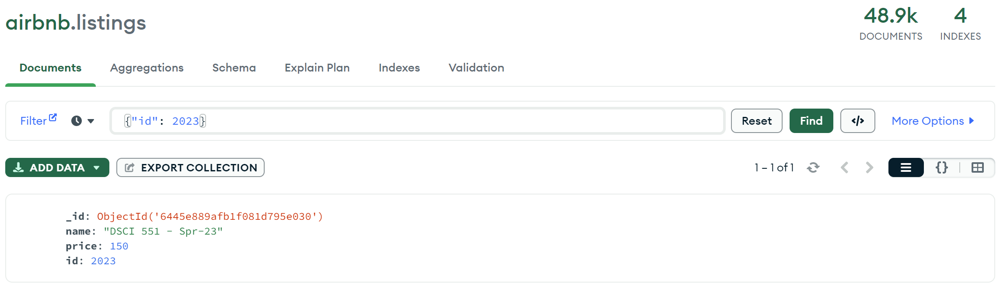 airbnb.listings
48.9k
DOCUMENTS
4
INDEXES
Documents Aggregations Schema Explain Plan Indexes Validation
Filter {"id": 2023} Reset Find </> More Options
ADD DATA EXPORT COLLECTION 1 – 1 of 1 {}
_id: ObjectId('6445e889afb1f081d795e030')
name: "DSCI 551 - Spr-23"
price: 150
id: 2023